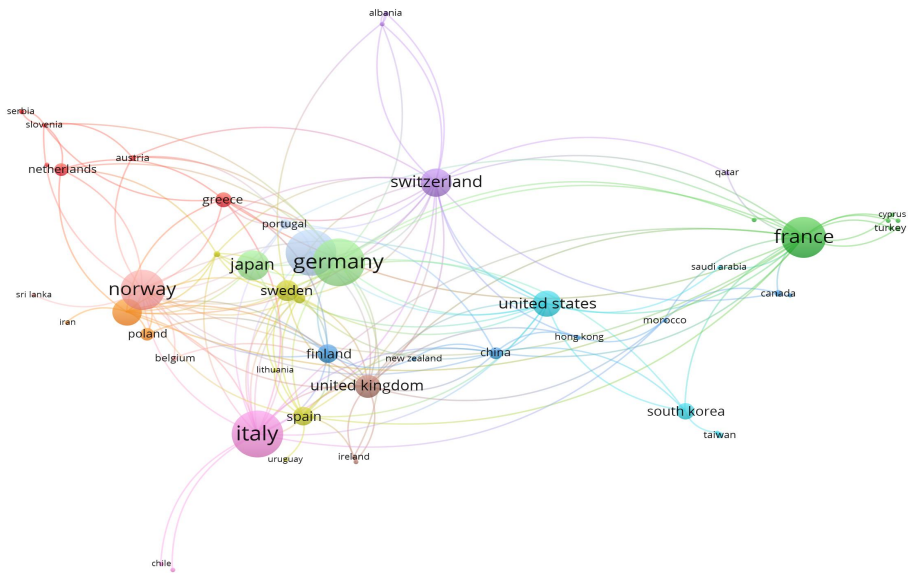 albania
serbia
slovenia
austria
netherlands
qatar
switzerland
greece
cyprus
portugal
turkey
france
germany
japan
saudi arabia
norway
sweden
canada
sri lanka
united states
iran
morocco
poland
hong kong
finland
china
belgium
new zealand
lithuania
united kingdom
south korea
spain
italy
taiwan
ireland
uruguay
chile